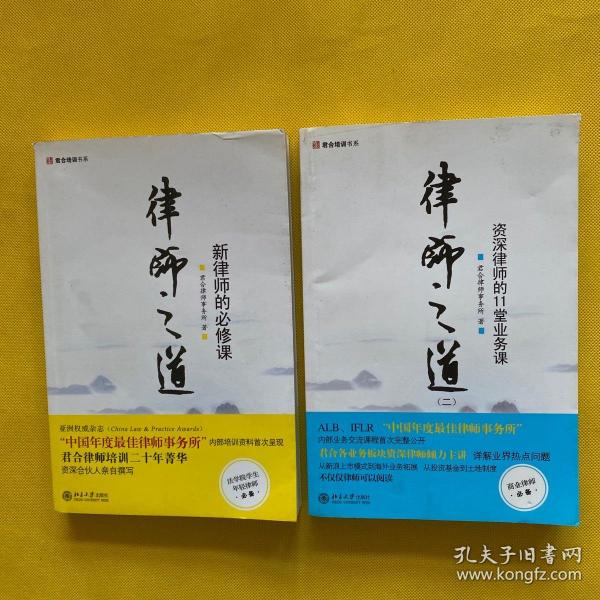 君合培训书系
律师之道
新律师的必修课
君合律师事务所 著
亚洲权威杂志(China Law & Practice Awards)
“中国年度最佳律师事务所”内部培训资料首次呈现
君合律师培训二十年菁华
资深合伙人亲自撰写
法学院学生
年轻律师
必备
北京大学出版社
PEKING UNIVERSITY PRESS
君合培训书系
律师之道
(二)
资深律师的11堂业务课
君合律师事务所 著
ALB、IFLR “中国年度最佳律师事务所”
内部业务交流课程首次完整公开
君合各业务板块资深律师倾力主讲 详解业界热点问题
从新浪上市模式到海外业务拓展 从投资基金到土地制度
不仅仅律师可以阅读
商业律师
必备
北京大学出版社
PEKING UNIVERSITY PRESS
孔夫子旧书网
www.kongfz.com